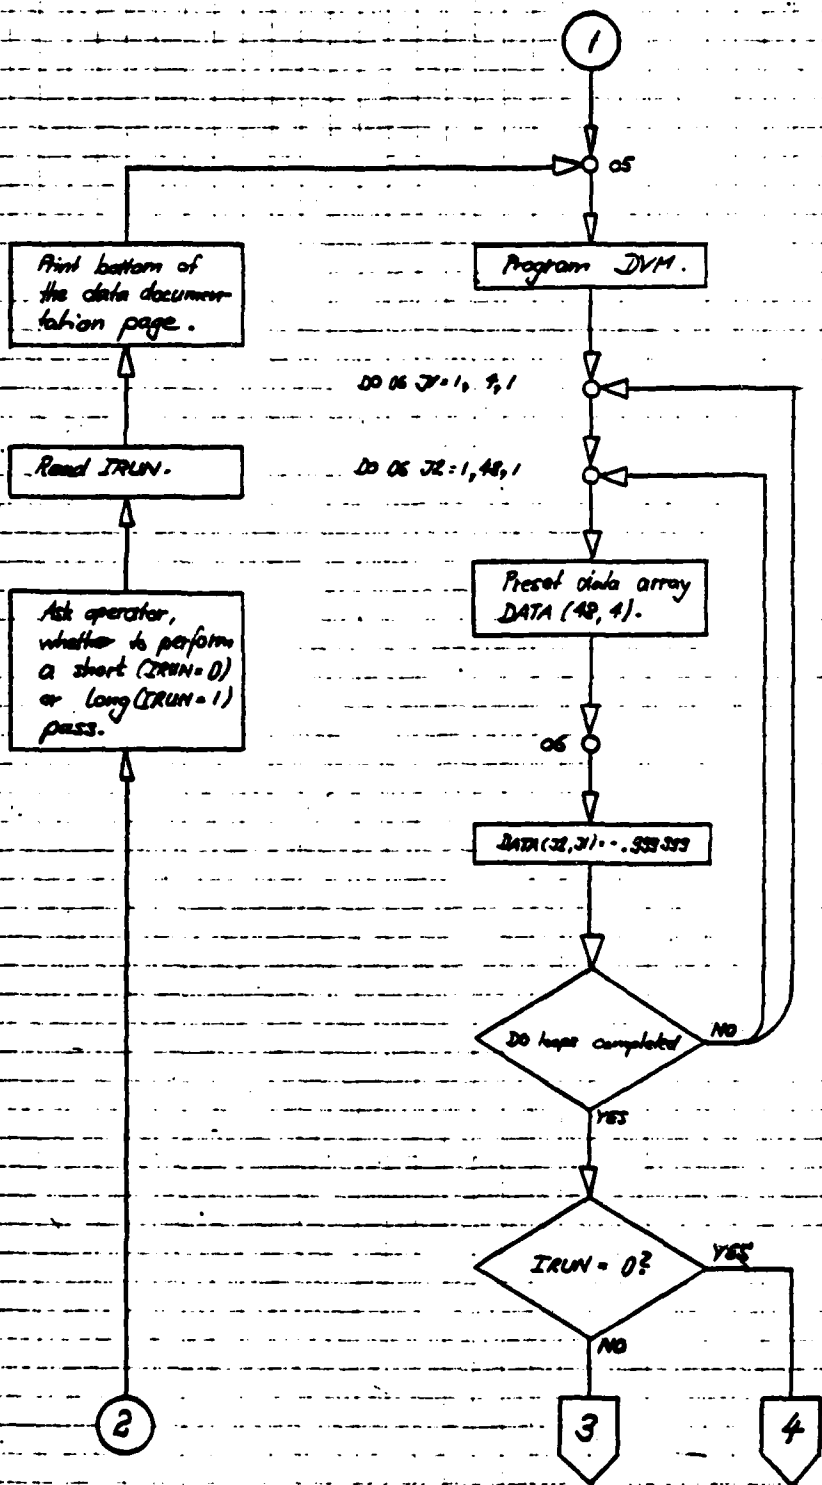 1
05
Print bottom of
the data documen-
tation page.
Program DVM.
DO 06 J1=1, 4,1
Read IRUN.
DO 06 J2=1,48,1
Preset data array
DATA (48, 4).
Ask operator,
whether to perform
a short (IRUN=0)
or long (IRUN=1)
pass.
06
DATA(J2,J1)=-.999999
DO loops completed
NO
YES
IRUN = 0?
YES
NO
2
3
4